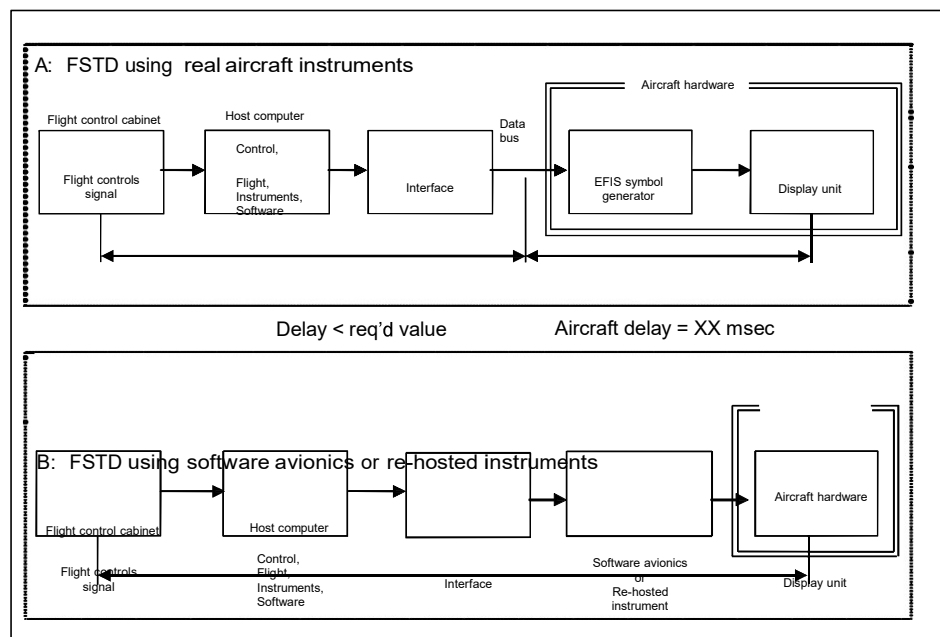 A: FSTD using real aircraft instruments
Aircraft hardware
Flight control cabinet
Host computer
Data
bus
Control,
Flight controls
signal
Flight,
Instruments,
Software
Interface
EFIS symbol
generator
Display unit
Delay < req'd value
Aircraft delay = XX msec
B: FSTD using software avionics or re-hosted instruments
Aircraft hardware
Flight control cabinet
Host computer
Flight controls
signal
Control,
Flight,
Instruments,
Software
Interface
Software avionics
or
Re-hosted
instrument
Display unit